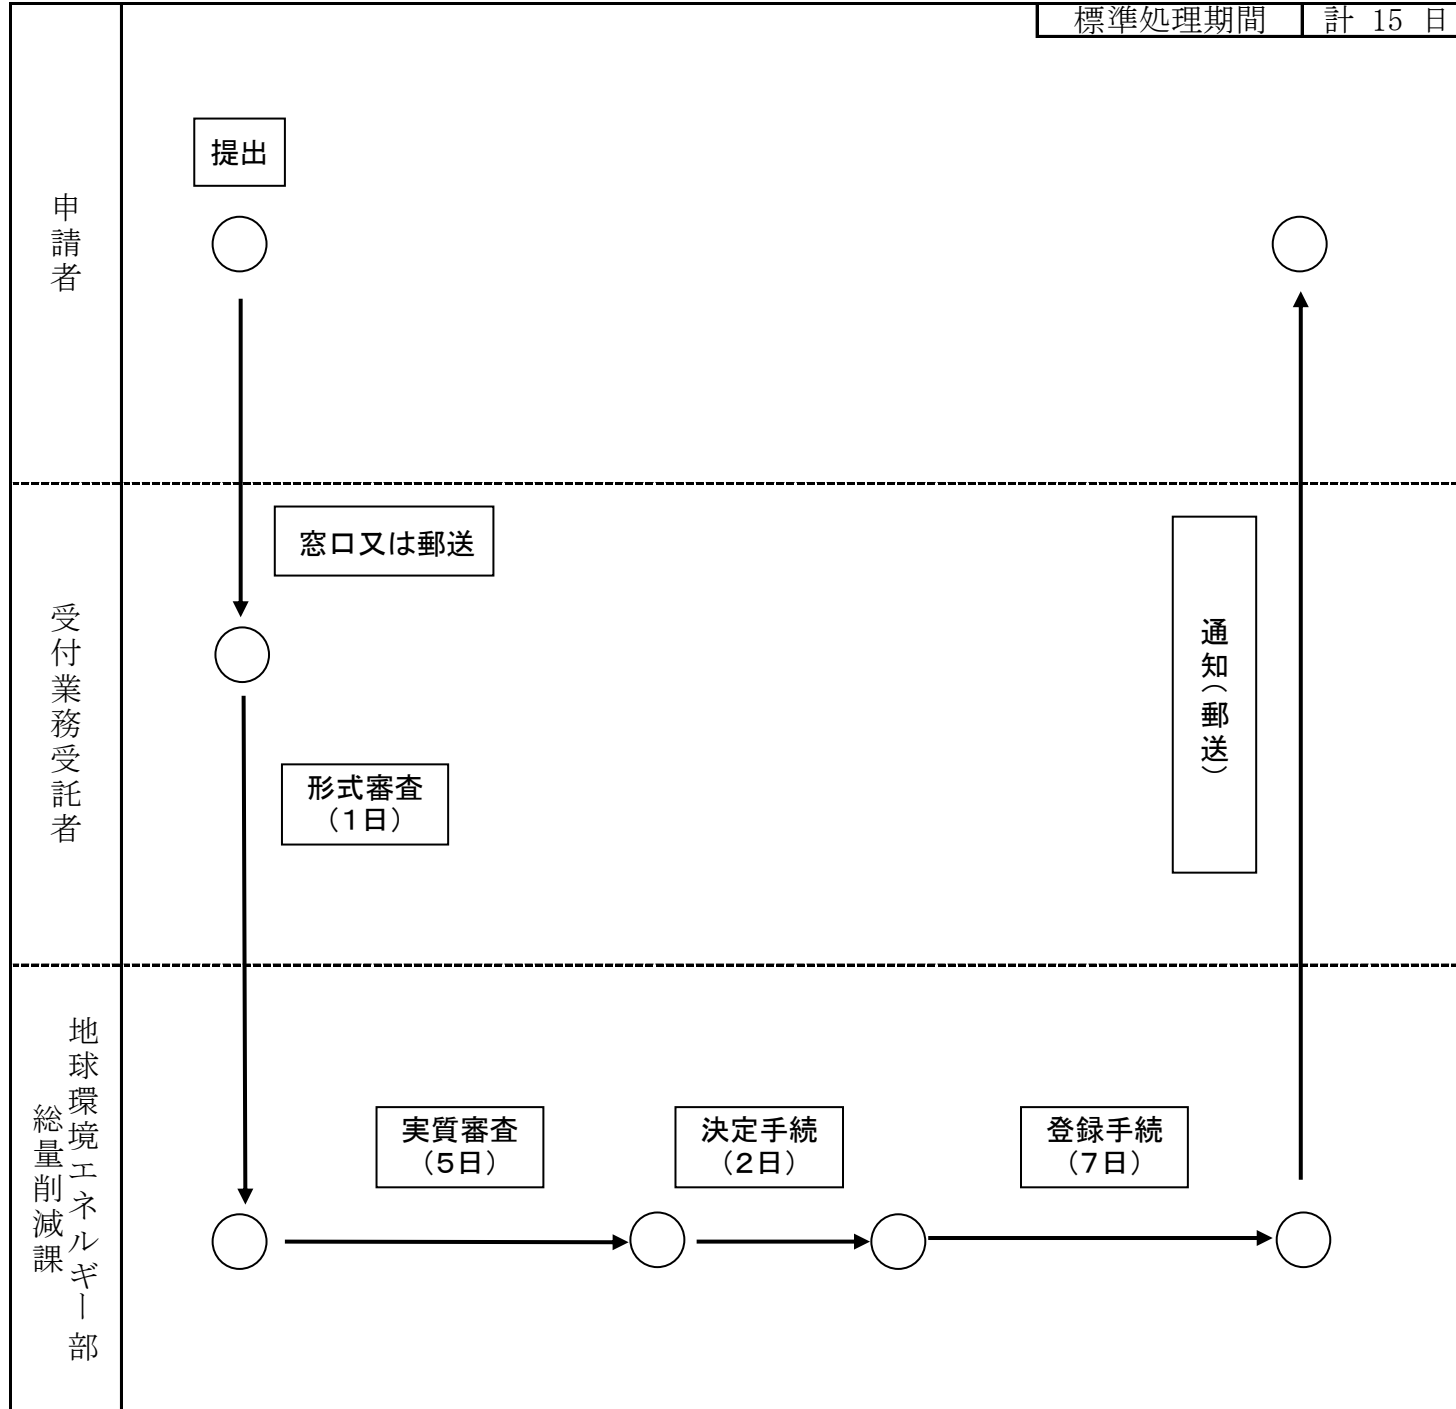 標準処理期間 計 15 日
提出
申請者
窓口又は郵送
受付業務受託者
形式審査
（1日）
通知（郵送）
地球環境エネルギー部
総量削減課
実質審査
（5日）
決定手続
（2日）
登録手続
（7日）